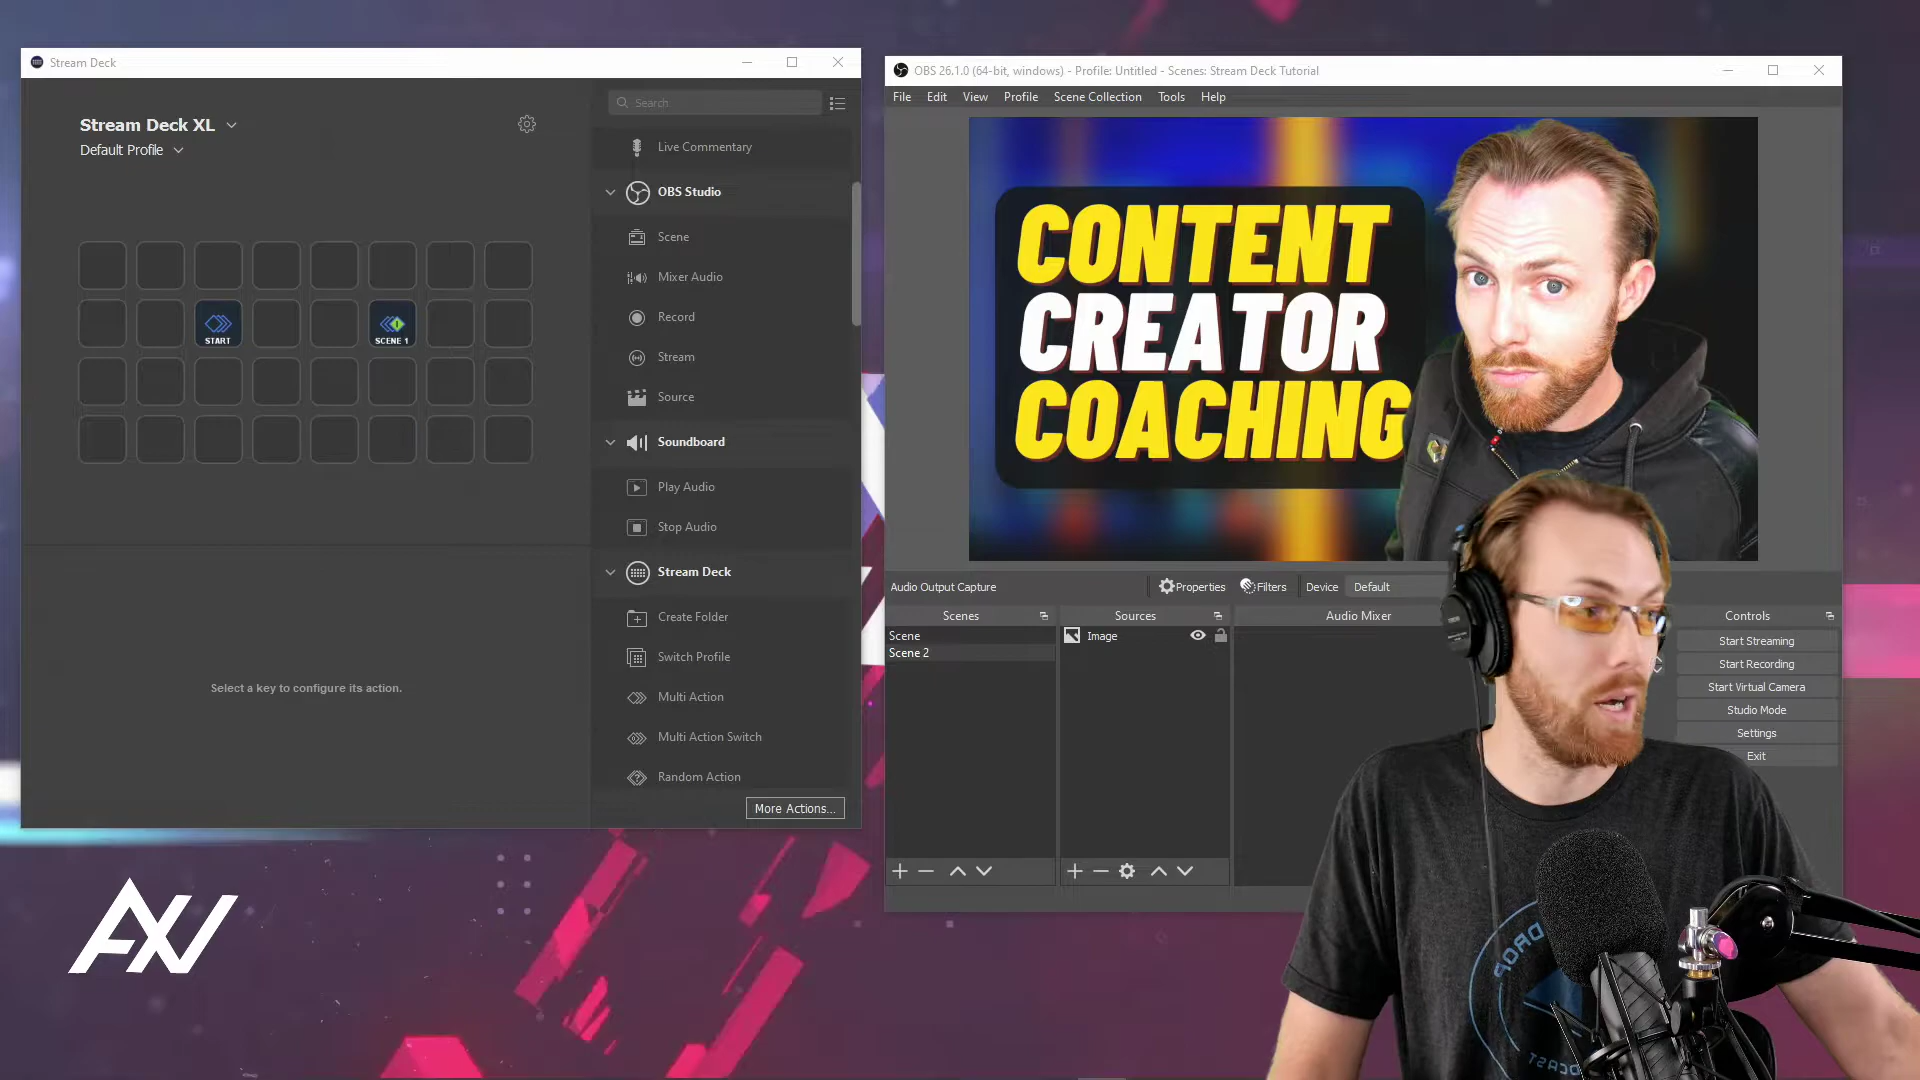 Stream Deck
Stream Deck XL
Default Profile
START
SCENE 1
Select a key to configure its action.
Search
Live Commentary
OBS Studio
Scene
Mixer Audio
Record
Stream
Source
Soundboard
Play Audio
Stop Audio
Stream Deck
Create Folder
Switch Profile
Multi Action
Multi Action Switch
Random Action
More Actions...
OBS 26.1.0 (64-bit, windows) - Profile: Untitled - Scenes: Stream Deck Tutorial
File Edit View Profile Scene Collection Tools Help
CONTENT
CREATOR
COACHING
Audio Output Capture
Properties
Filters
Device
Default
Scenes
Scene
Scene 2
Sources
Image
Audio Mixer
Controls
Start Streaming
Start Recording
Start Virtual Camera
Studio Mode
Settings
Exit
DROP